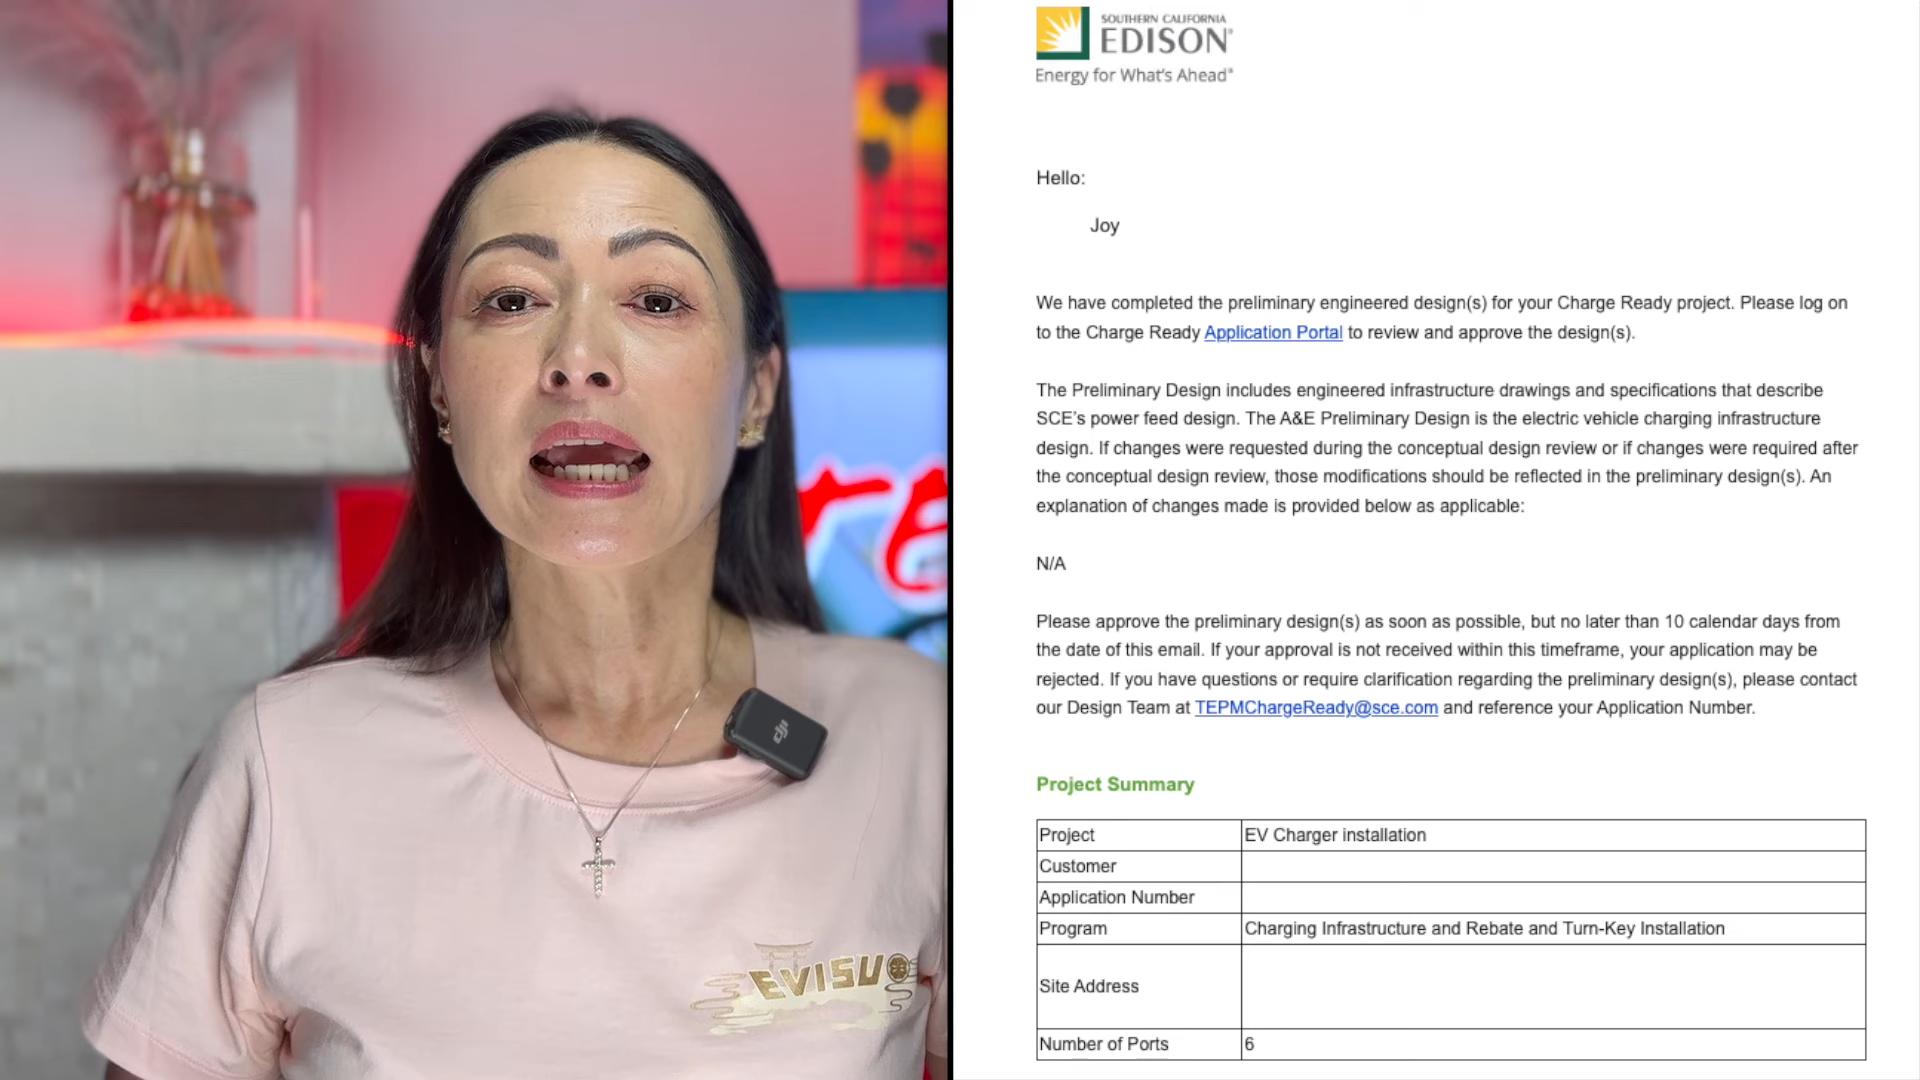 SOUTHERN CALIFORNIA
EDISON®
Energy for What's Ahead®
Hello:
Joy
We have completed the preliminary engineered design(s) for your Charge Ready project. Please log on
to the Charge Ready Application Portal to review and approve the design(s).
The Preliminary Design includes engineered infrastructure drawings and specifications that describe
SCE's power feed design. The A&E Preliminary Design is the electric vehicle charging infrastructure
design. If changes were requested during the conceptual design review or if changes were required after
the conceptual design review, those modifications should be reflected in the preliminary design(s). An
explanation of changes made is provided below as applicable:
N/A
Please approve the preliminary design(s) as soon as possible, but no later than 10 calendar days from
the date of this email. If your approval is not received within this timeframe, your application may be
rejected. If you have questions or require clarification regarding the preliminary design(s), please contact
our Design Team at TEPMChargeReady@sce.com and reference your Application Number.
Project Summary
Project EV Charger installation
Customer
Application Number
Program Charging Infrastructure and Rebate and Turn-Key Installation
Site Address
Number of Ports 6
dji
EVISU